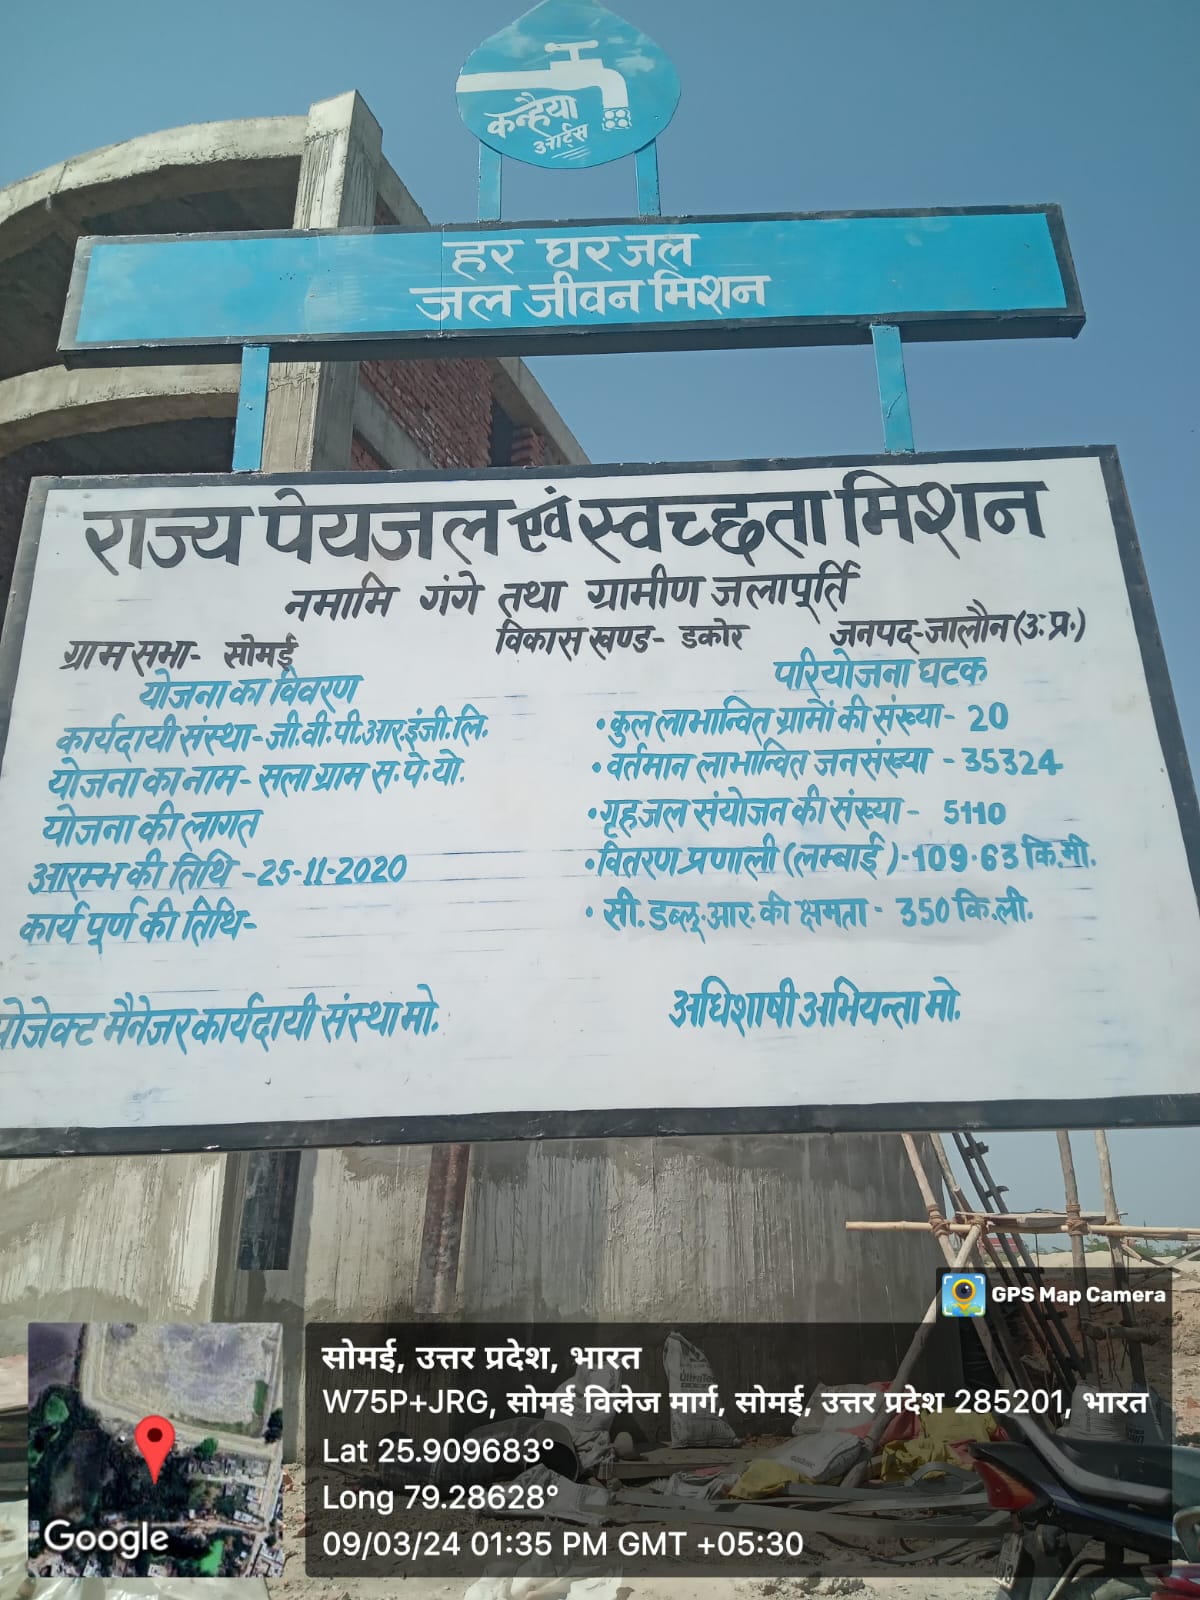 कन्हैया
आर्ट्स
हर घर जल
जल जीवन मिशन
राज्य पेयजल एवं स्वच्छता मिशन
नमामि गंगे तथा ग्रामीण जलापूर्ति
ग्राम सभा- सोमई विकास खण्ड- डकोर जनपद-जालौन (उ.प्र.)
योजना का विवरण
कार्यदायी संस्था-जी.वी.पी.आर.इंजी.लि.
योजना का नाम- सला ग्राम स.पे.यो.
योजना की लागत
आरम्भ की तिथि -25-11-2020
कार्य पूर्ण की तिथि-
परियोजना घटक
• कुल लाभान्वित ग्रामों की संख्या- 20
• वर्तमान लाभान्वित जनसंख्या - 35324
• गृह जल संयोजन की संख्या- 5110
• वितरण प्रणाली (लम्बाई)-109.63 कि.मी.
• सी.डब्लू.आर. की क्षमता- 350 कि.ली.
प्रोजेक्ट मैनेजर कार्यदायी संस्था मो.
अधिशाषी अभियन्ता मो.
GPS Map Camera
सोमई, उत्तर प्रदेश, भारत
W75P+JRG, सोमई विलेज मार्ग, सोमई, उत्तर प्रदेश 285201, भारत
Lat 25.909683°
Long 79.28628°
09/03/24 01:35 PM GMT +05:30
Google